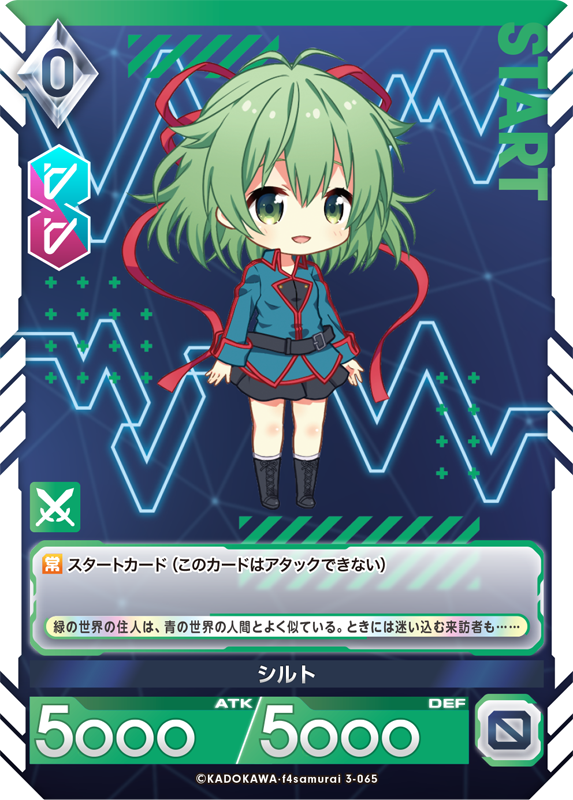 0
START
常 スタートカード (このカードはアタックできない)
緑の世界の住人は、青の世界の人間とよく似ている。ときには迷い込む来訪者も……
シルト
ATK DEF
5000 5000
©KADOKAWA·f4samurai 3-065